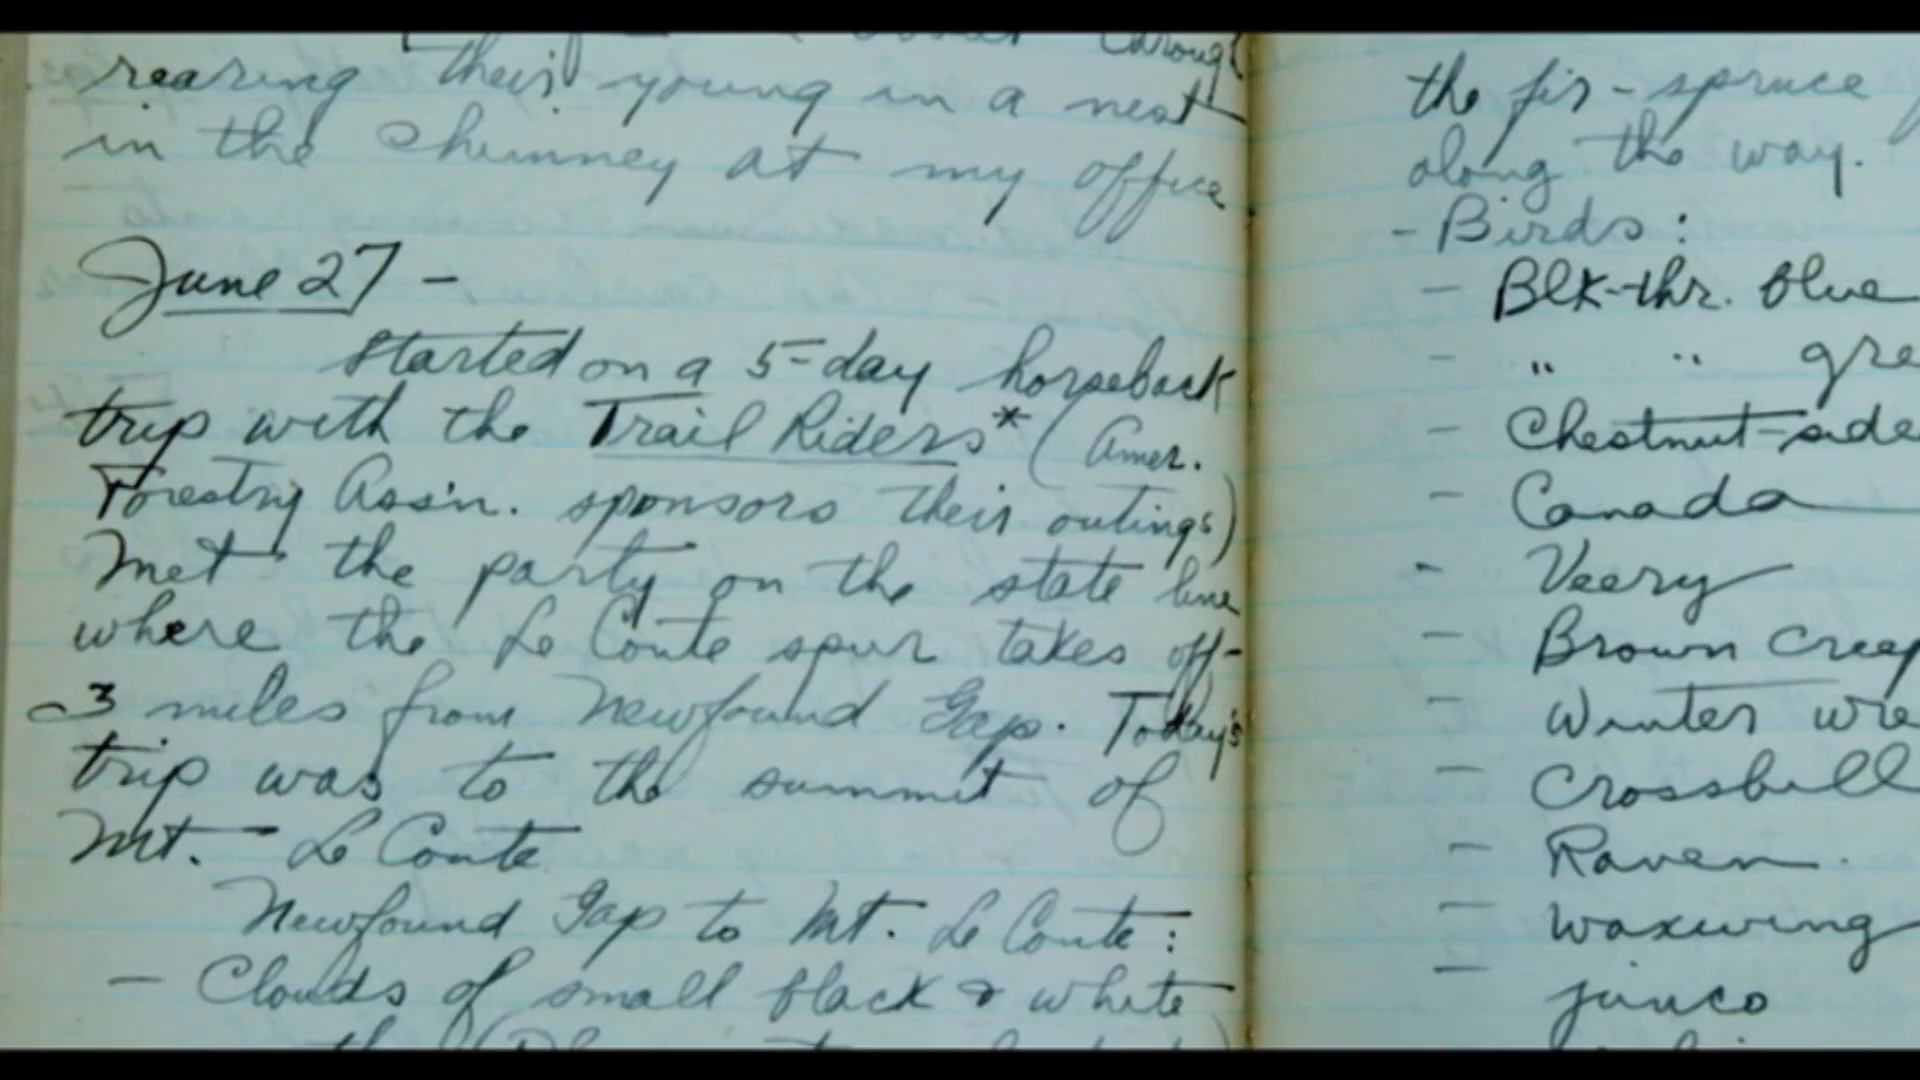 through
rearing their young in a nest
in the chimney at my office
June 27 -
Started on a 5-day horseback
trip with the Trail Riders* (Amer.
Forestry Ass'n. sponsors their outings)
Met the party on the state line
where the Le Conte spur takes off-
3 miles from Newfound Gap. Today's
trip was to the summit of
Mt. Le Conte
Newfound Gap to Mt. Le Conte:
- Clouds of small black & white
the fir-spruce
along the way.
- Birds:
- Blk-thr. blue
- " " gre
- Chestnut-side
- Canada
- Veery
- Brown Creep
- Winter wre
- Crossbill
- Raven
- Waxwing
- junco